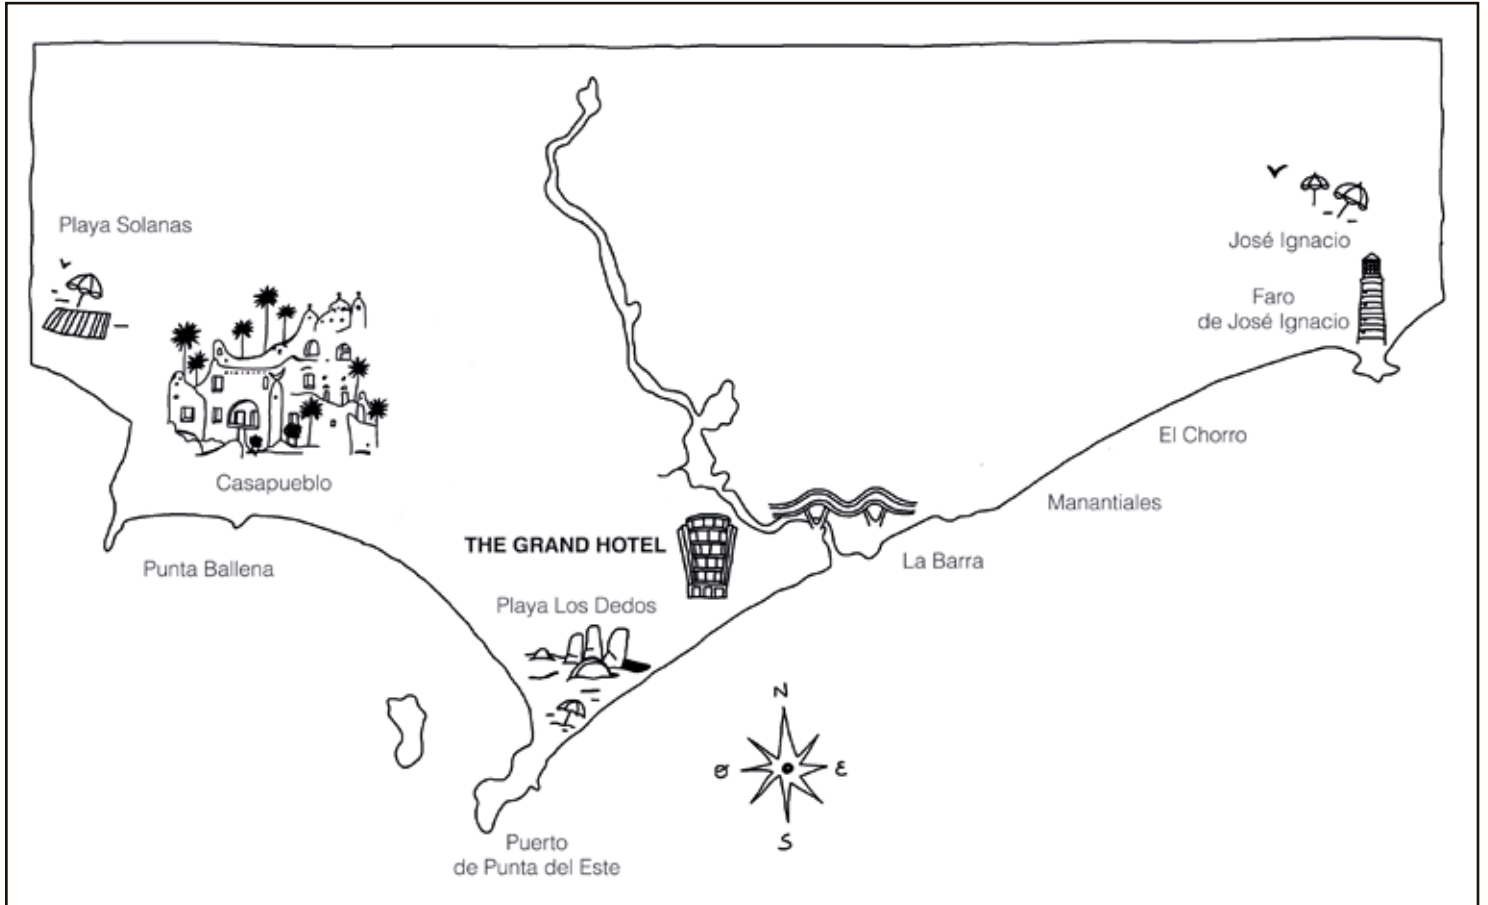 Playa Solanas
José Ignacio
Faro
de José Ignacio
El Chorro
Casapueblo
Manantiales
THE GRAND HOTEL
La Barra
Punta Ballena
Playa Los Dedos
N
O
E
S
Puerto
de Punta del Este